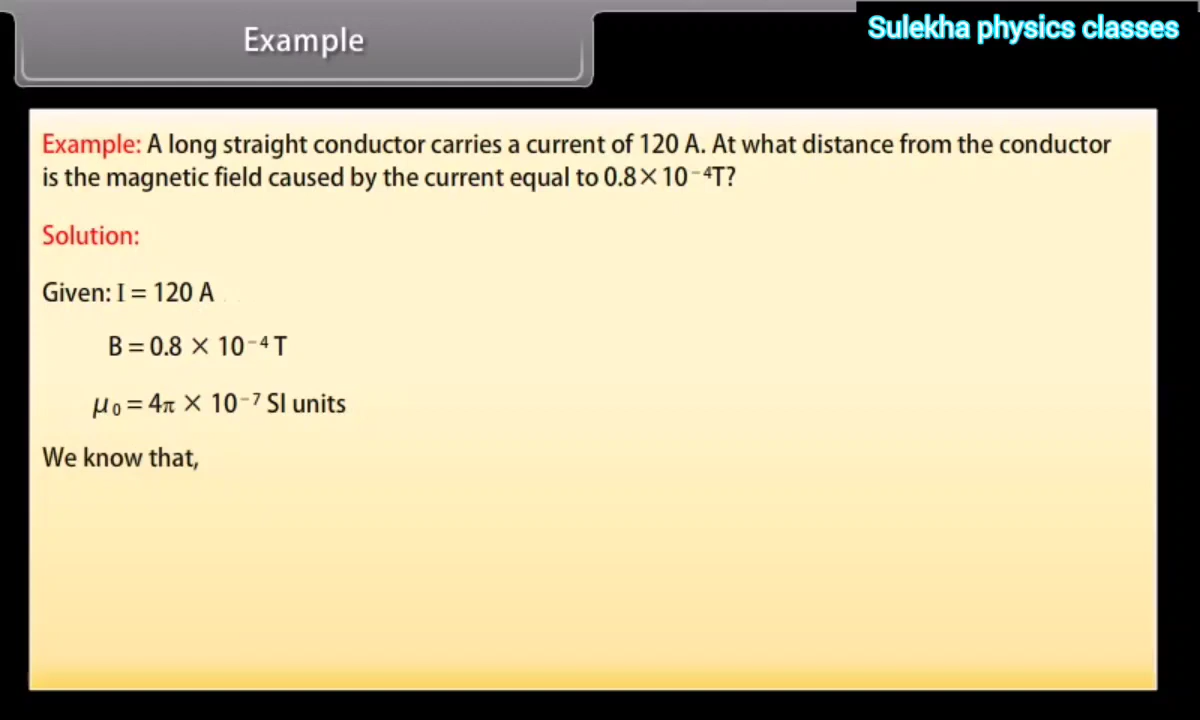 Example
Sulekha physics classes
Example: A long straight conductor carries a current of 120 A. At what distance from the conductor
is the magnetic field caused by the current equal to 0.8×10⁻⁴T?
Solution:
Given: I = 120 A
B = 0.8 × 10⁻⁴ T
μ₀ = 4π × 10⁻⁷ SI units
We know that,